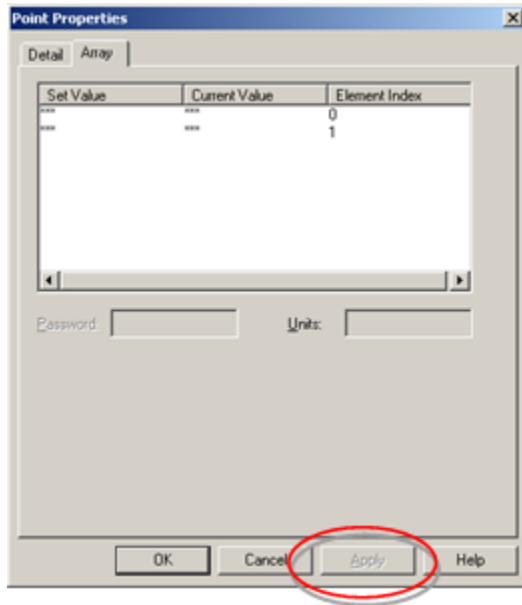 Point Properties
Detail Array
Set Value Current Value Element Index
*** *** 0
*** *** 1
Password: Units:
OK Cancel Apply Help